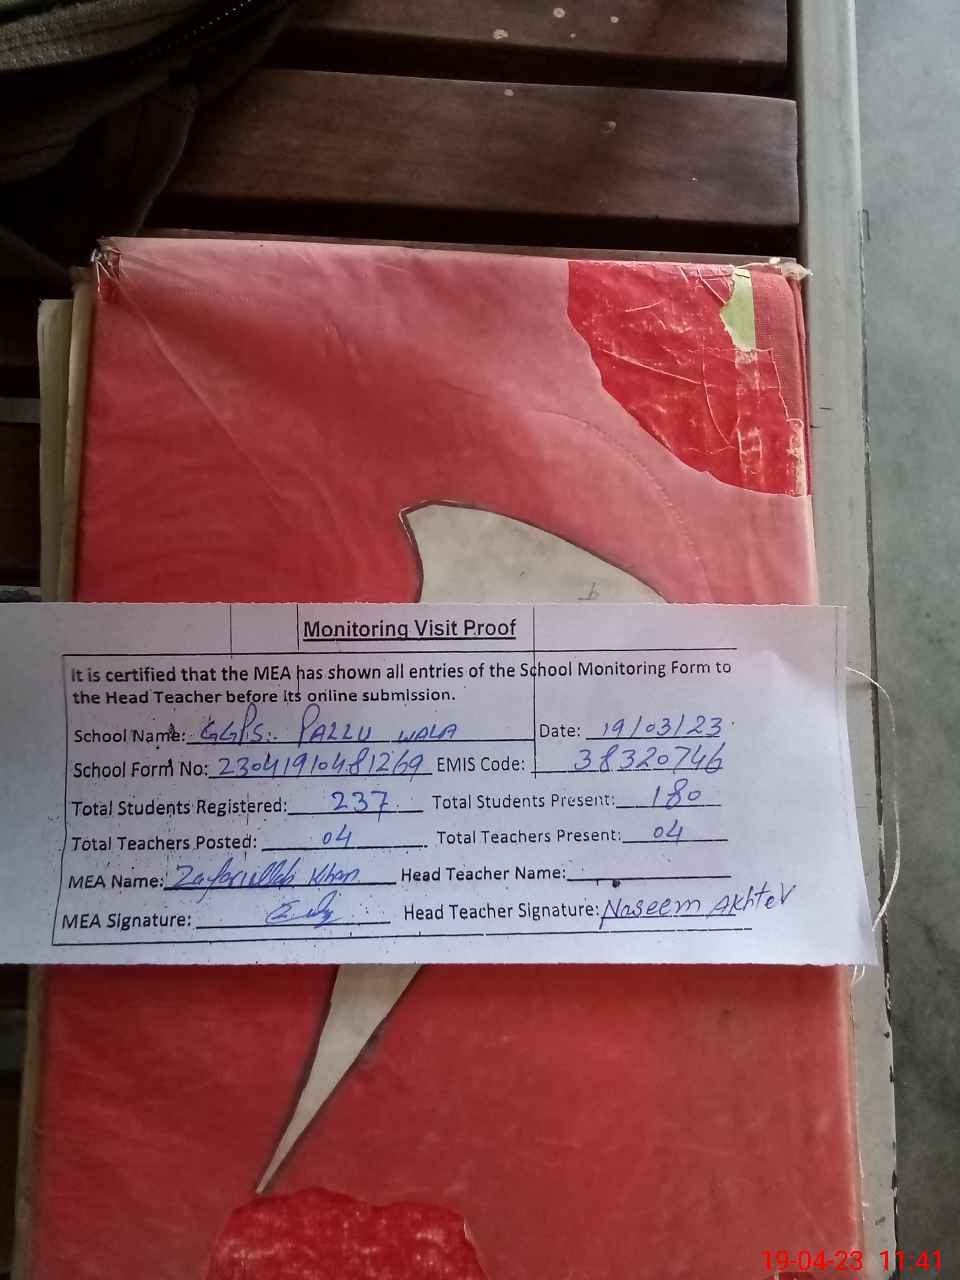 Monitoring Visit Proof
It is certified that the MEA has shown all entries of the School Monitoring Form to
the Head Teacher before its online submission.
School Name: GGPS. PAZZU WALA Date: 19/03/23
School Form No: 2304191048 1269 EMIS Code: 38320746
Total Students Registered: 237 Total Students Present: 180
Total Teachers Posted: 04 Total Teachers Present: 04
MEA Name: Zafarullah Khan Head Teacher Name:
MEA Signature: Head Teacher Signature: Naseem Akhter
19-04-23 11:41